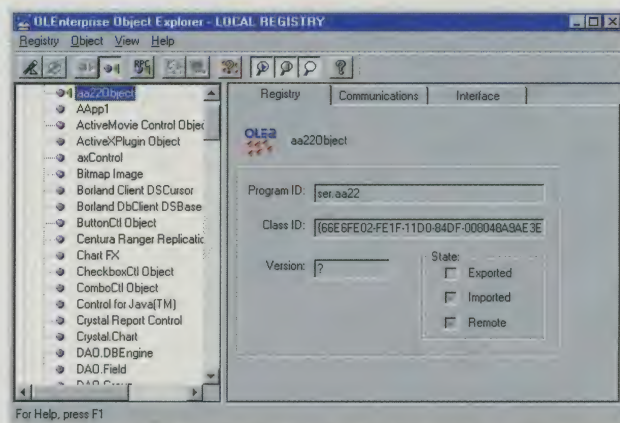 OLEnterprise Object Explorer - LOCAL REGISTRY
Registry Object View Help
REG
aa22Object
AApp1
ActiveMovie Control Objec
ActiveXPlugin Object
axControl
Bitmap Image
Borland Client DSCursor
Borland DbClient DSBase
ButtonCtl Object
Centura Ranger Replicatic
Chart FX
CheckboxCtl Object
ComboCtl Object
Control for Java(TM)
Crystal Report Control
Crystal.Chart
DAO.DBEngine
DAO.Field
DAO.Group
Registry Communications Interface
aa22Object
Program ID: ser.aa22
Class ID: {66E6FE02-FE1F-11D0-84DF-008048A9AE3E
Version: ?
State:
Exported
Imported
Remote
For Help, press F1